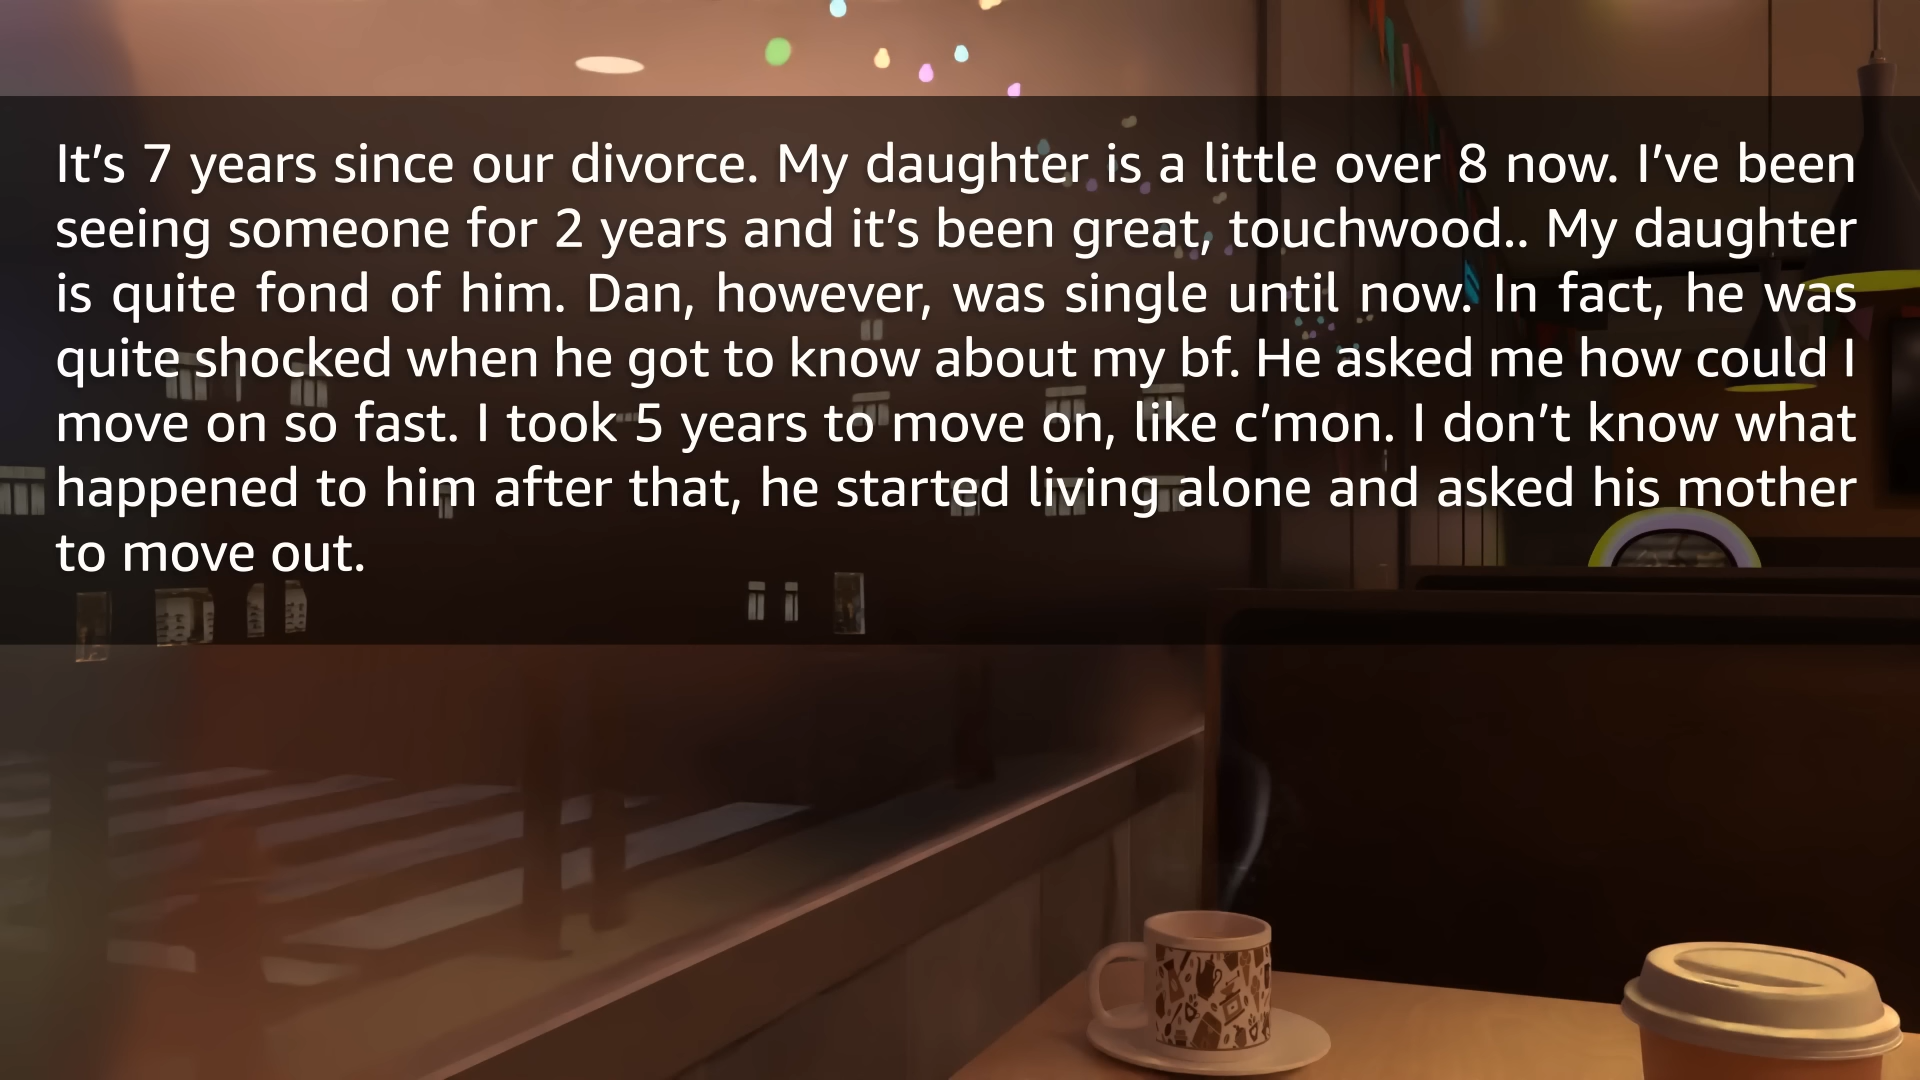 It’s 7 years since our divorce. My daughter is a little over 8 now. I’ve been
seeing someone for 2 years and it’s been great, touchwood.. My daughter
is quite fond of him. Dan, however, was single until now. In fact, he was
quite shocked when he got to know about my bf. He asked me how could I
move on so fast. I took 5 years to move on, like c’mon. I don’t know what
happened to him after that, he started living alone and asked his mother
to move out.